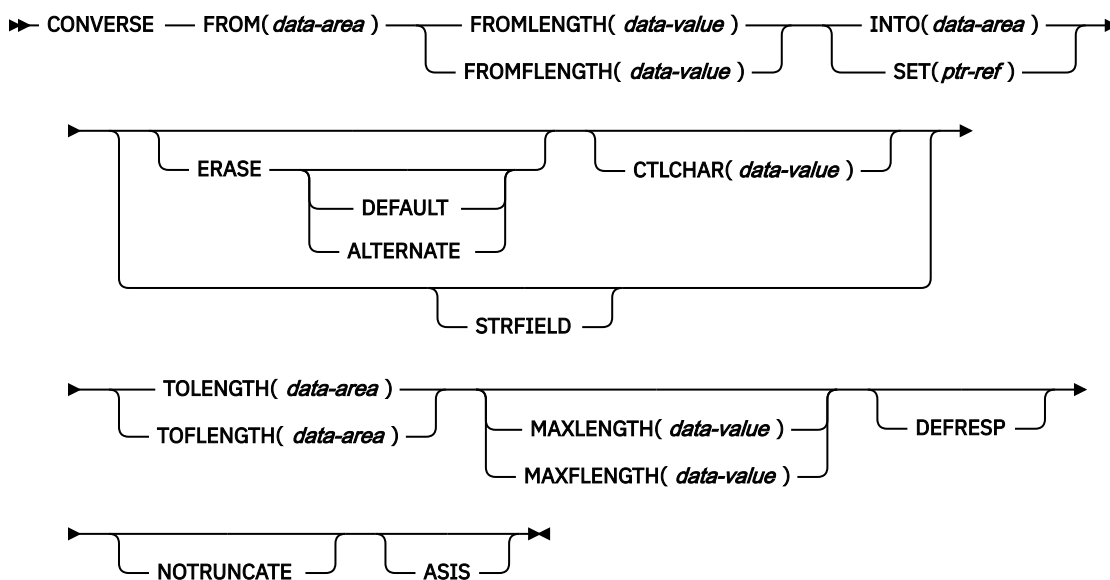 CONVERSE FROM( data-area ) FROMLENGTH( data-value ) INTO( data-area )
FROMFLENGTH( data-value ) SET( ptr-ref )
ERASE CTLCHAR( data-value )
DEFAULT
ALTERNATE
STRFIELD
TOLENGTH( data-area )
TOFLENGTH( data-area ) MAXLENGTH( data-value ) DEFRESP
MAXFLENGTH( data-value )
NOTRUNCATE ASIS